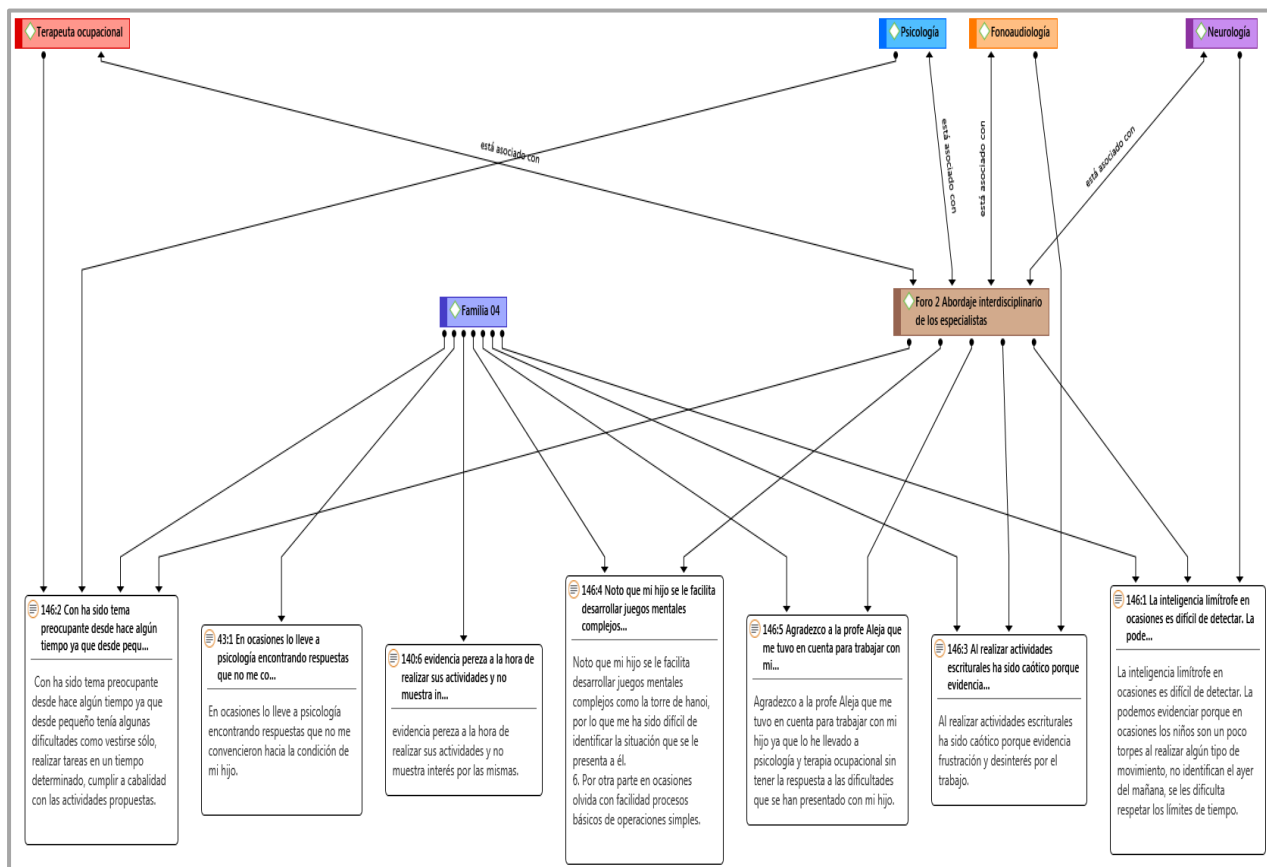 Terapeuta ocupacional
Psicología
Fonoaudiología
Neurología
está asociado con
está asociado con
está asociado con
está asociado con
Familia 04
Foro 2 Abordaje interdisciplinario
de los especialistas
146:2 Con ha sido tema
preocupante desde hace algún
tiempo ya que desde pequ...
Con ha sido tema preocupante
desde hace algún tiempo ya que
desde pequeño tenía algunas
dificultades como vestirse sólo,
realizar tareas en un tiempo
determinado, cumplir a cabalidad
con las actividades propuestas.
43:1 En ocasiones lo lleve a
psicología encontrando respuestas
que no me co...
En ocasiones lo lleve a psicología
encontrando respuestas que no me
convencieron hacia la condición de
mi hijo.
140:6 evidencia pereza a la hora de
realizar sus actividades y no
muestra in...
evidencia pereza a la hora de
realizar sus actividades y no
muestra interés por las mismas.
146:4 Noto que mi hijo se le facilita
desarrollar juegos mentales
complejos...
Noto que mi hijo se le facilita
desarrollar juegos mentales
complejos como la torre de hanoi,
por lo que me ha sido difícil de
identificar la situación que se le
presenta a él.
6. Por otra parte en ocasiones
olvida con facilidad procesos
básicos de operaciones simples.
146:5 Agradezco a la profe Aleja que
me tuvo en cuenta para trabajar con
mi...
Agradezco a la profe Aleja que me
tuvo en cuenta para trabajar con mi
hijo ya que lo he llevado a
psicología y terapia ocupacional sin
tener la respuesta a las dificultades
que se han presentado con mi hijo.
146:3 Al realizar actividades
escriturales ha sido caótico porque
evidencia...
Al realizar actividades escriturales
ha sido caótico porque evidencia
frustración y desinterés por el
trabajo.
146:1 La inteligencia limítrofe en
ocasiones es difícil de detectar. La
pode...
La inteligencia limítrofe en
ocasiones es difícil de detectar. La
podemos evidenciar porque en
ocasiones los niños son un poco
torpes al realizar algún tipo de
movimiento, no identifican el ayer
del mañana, se les dificulta
respetar los límites de tiempo.